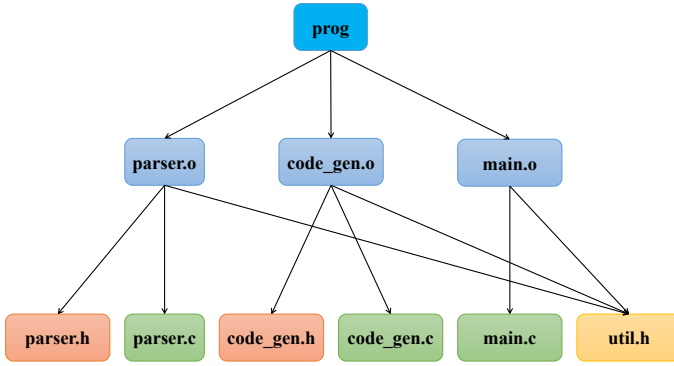 prog
parser.o
code_gen.o
main.o
parser.h
parser.c
code_gen.h
code_gen.c
main.c
util.h